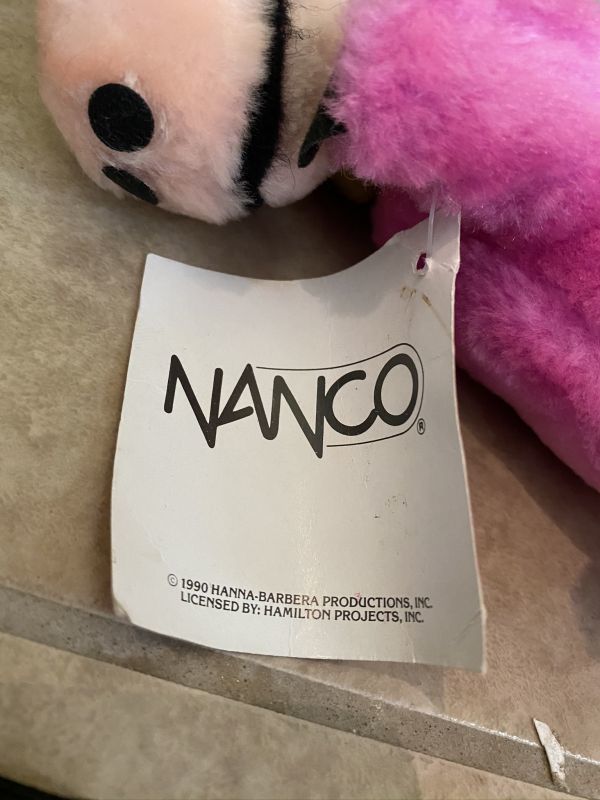 NANCO®
© 1990 HANNA-BARBERA PRODUCTIONS, INC.
LICENSED BY: HAMILTON PROJECTS, INC.